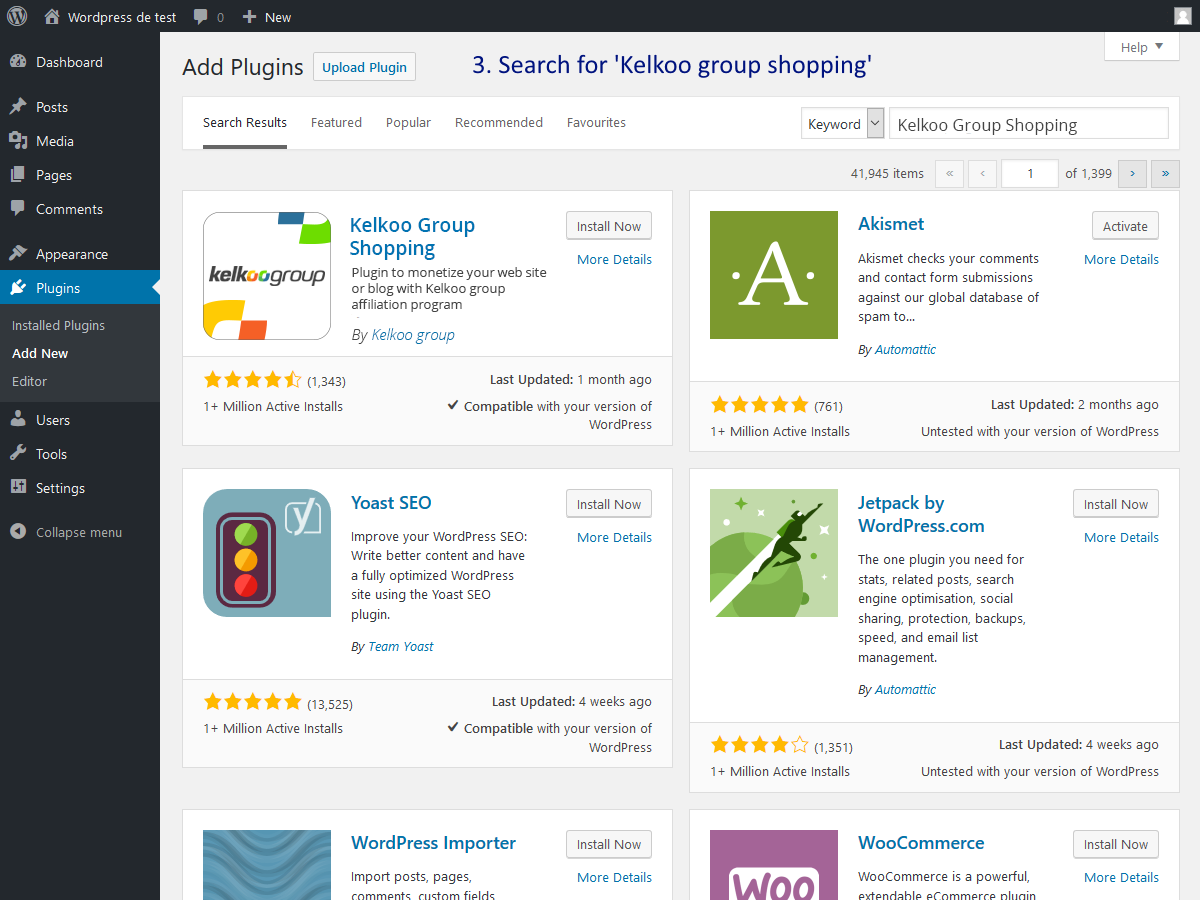 Wordpress de test
0
New
Dashboard
Posts
Media
Pages
Comments
Appearance
Plugins
Installed Plugins
Add New
Editor
Users
Tools
Settings
Collapse menu
Help
Add Plugins
Upload Plugin
3. Search for 'Kelkoo group shopping'
Search Results
Featured
Popular
Recommended
Favourites
Keyword
Kelkoo Group Shopping
41,945 items
«
‹
1
of 1,399
›
»
kelkoogroup
Kelkoo Group
Shopping
Install Now
More Details
Plugin to monetize your web site
or blog with Kelkoo group
affiliation program
By Kelkoo group
(1,343)
1+ Million Active Installs
Last Updated: 1 month ago
Compatible with your version of
WordPress
A
Akismet
Activate
More Details
Akismet checks your comments
and contact form submissions
against our global database of
spam to...
By Automattic
(761)
1+ Million Active Installs
Last Updated: 2 months ago
Untested with your version of WordPress
y
Yoast SEO
Install Now
More Details
Improve your WordPress SEO:
Write better content and have
a fully optimized WordPress
site using the Yoast SEO
plugin.
By Team Yoast
(13,525)
1+ Million Active Installs
Last Updated: 4 weeks ago
Compatible with your version of
WordPress
Jetpack by
WordPress.com
Install Now
More Details
The one plugin you need for
stats, related posts, search
engine optimisation, social
sharing, protection, backups,
speed, and email list
management.
By Automattic
(1,351)
1+ Million Active Installs
Last Updated: 4 weeks ago
Untested with your version of WordPress
WordPress Importer
Install Now
More Details
Import posts, pages,
comments, custom fields
WOO
WooCommerce
Install Now
More Details
WooCommerce is a powerful,
extendable eCommerce plugin